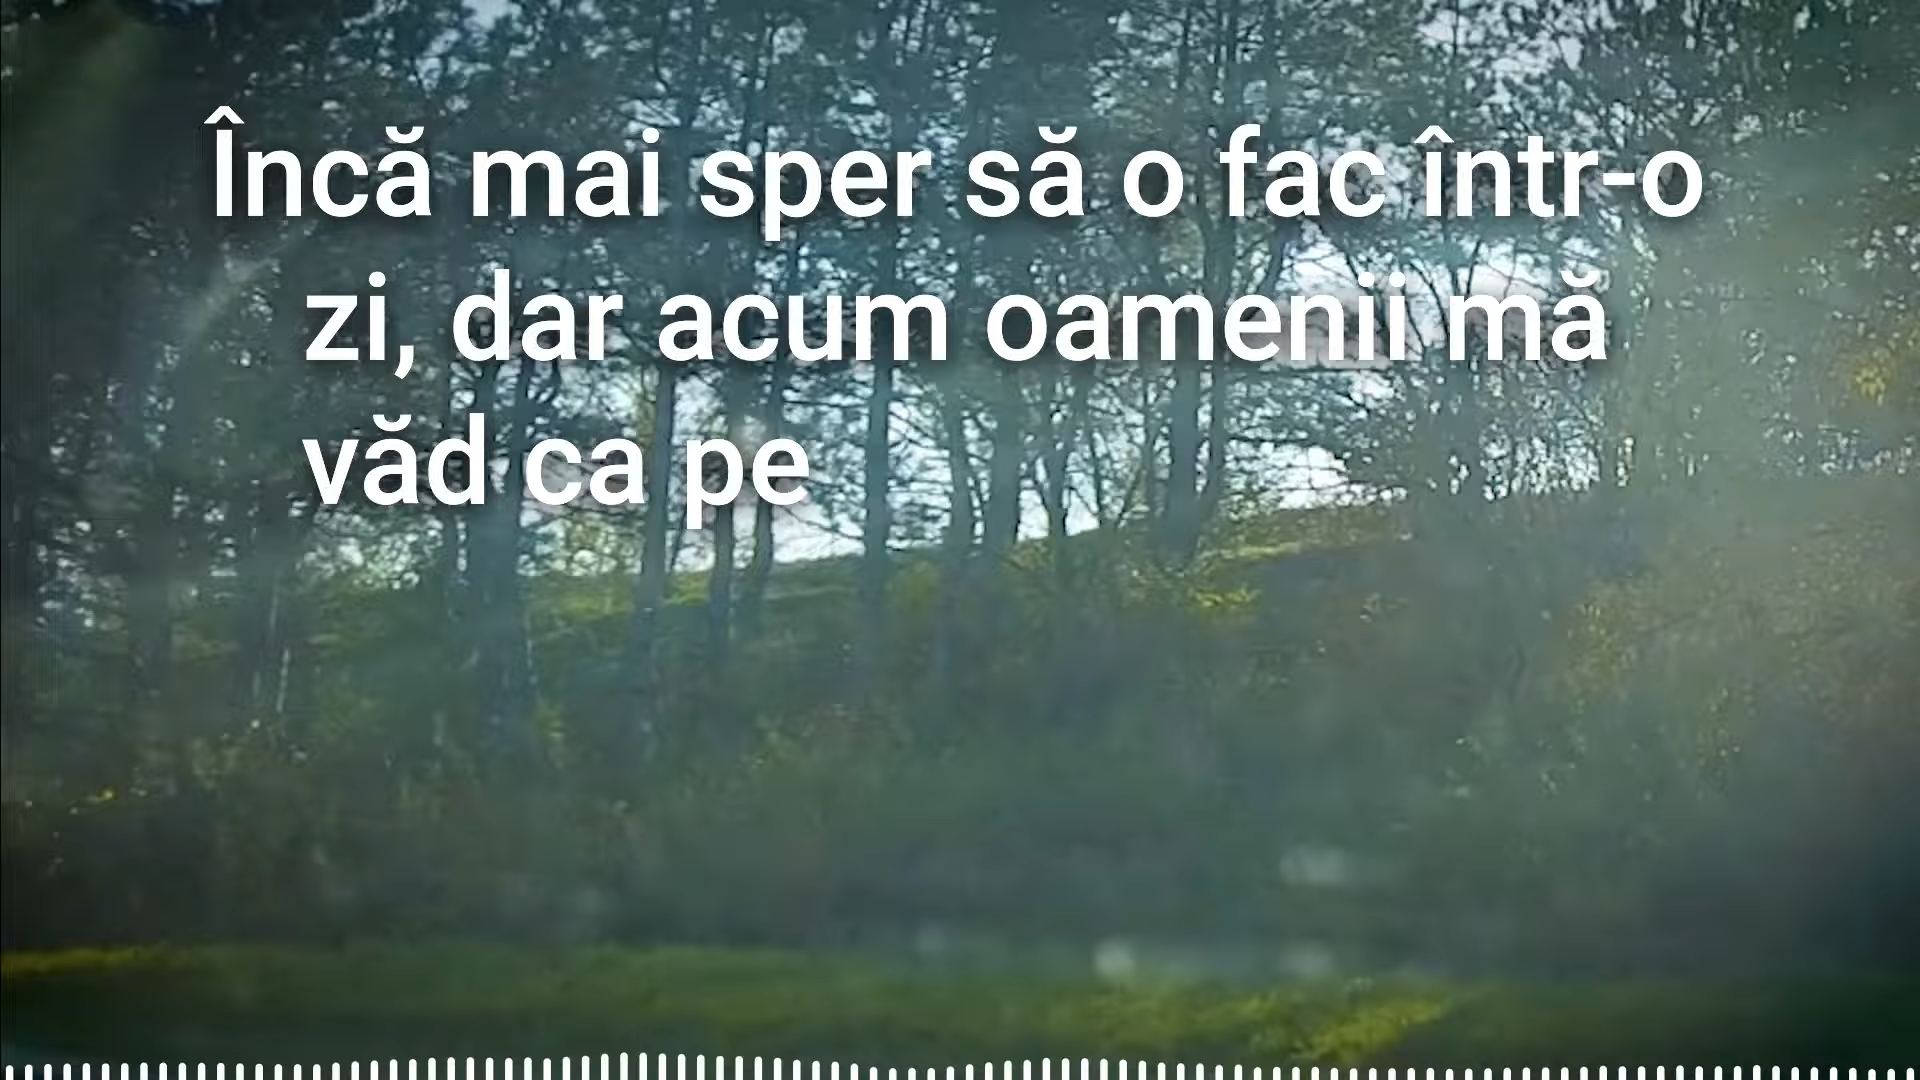 Încă mai sper să o fac într-o
zi, dar acum oamenii mă
văd ca pe